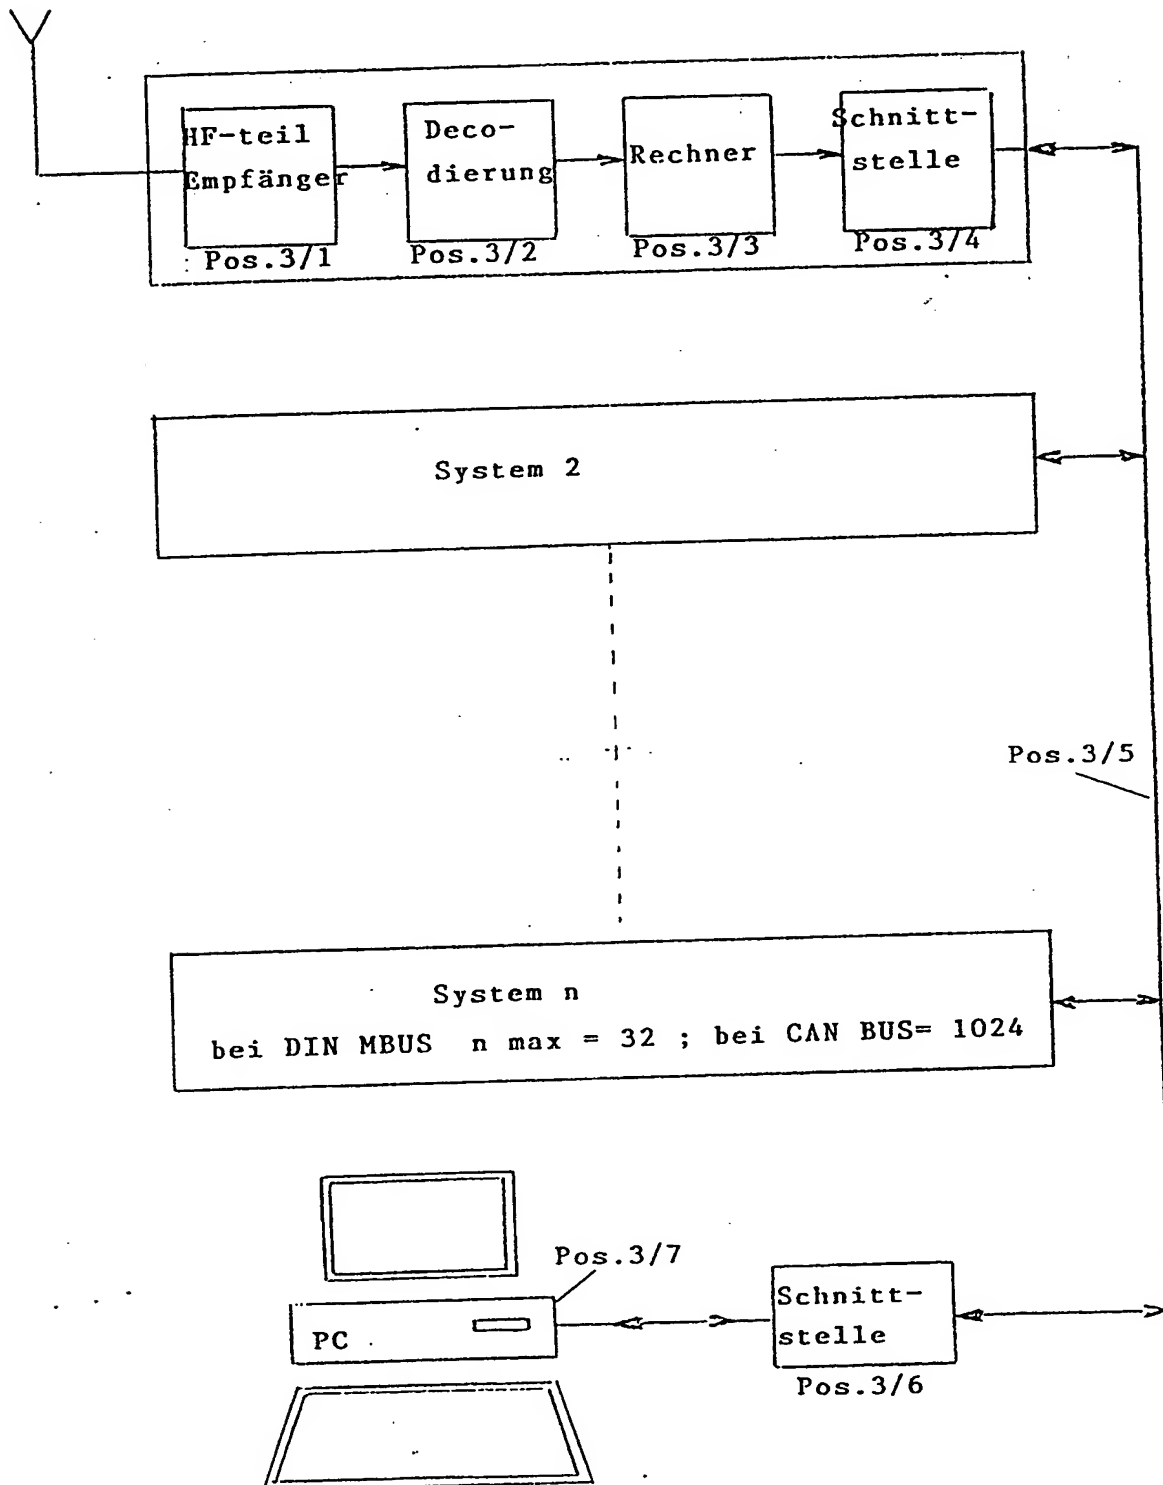 HF-teil
Empfänger
Pos.3/1
Deco-
dierung
Pos.3/2
Rechner
Pos.3/3
Schnitt-
stelle
Pos.3/4
System 2
Pos.3/5
System n
bei DIN MBUS n max = 32 ; bei CAN BUS= 1024
Pos.3/7
PC
Schnitt-
stelle
Pos.3/6